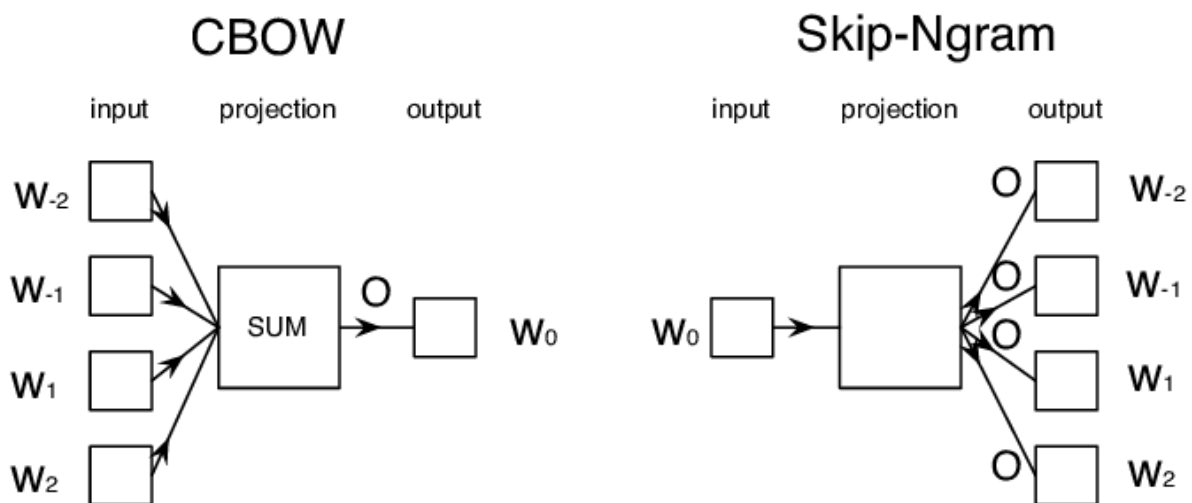 CBOW
input projection output
w-2
w-1
w1
w2
SUM
O
w0
Skip-Ngram
input projection output
w0
O
O
O
O
w-2
w-1
w1
w2